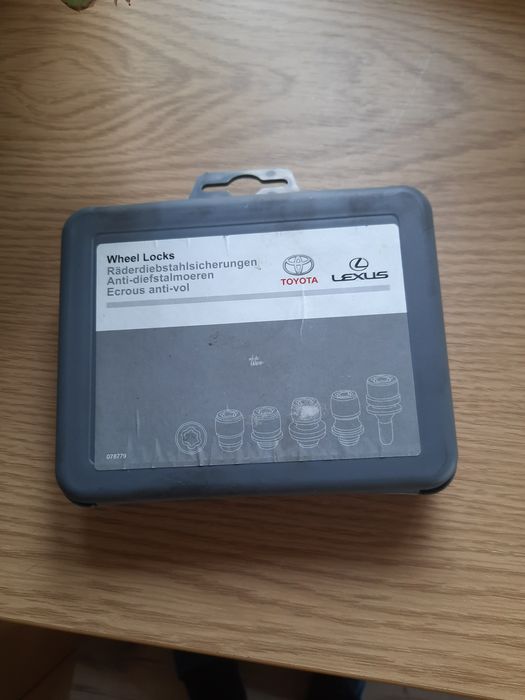 Wheel Locks
Räderdiebstahlsicherungen
Anti-diefstalmoeren
Ecrous anti-vol
TOYOTA
LEXUS
078779